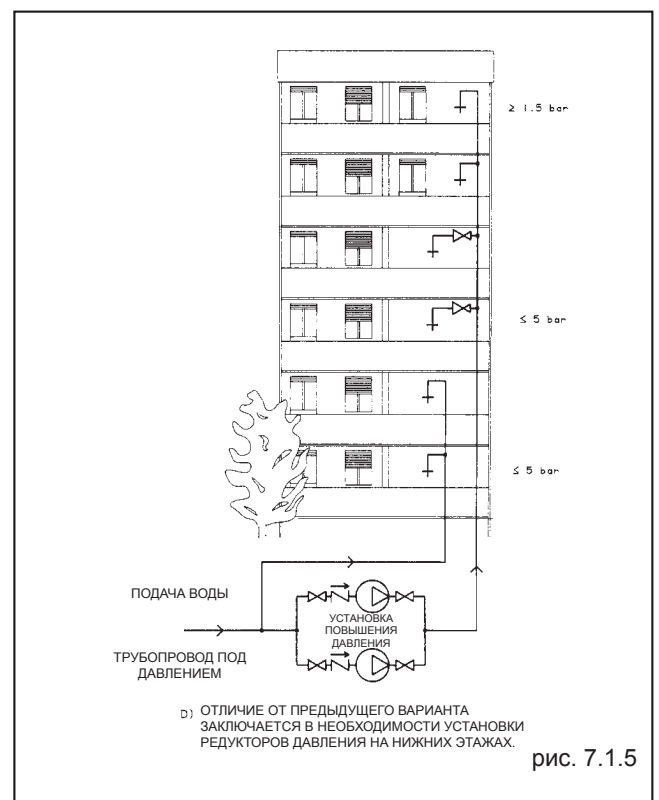 ≥ 1.5 bar
≤ 5 bar
≤ 5 bar
ПОДАЧА ВОДЫ
УСТАНОВКА
ПОВЫШЕНИЯ
ДАВЛЕНИЯ
ТРУБОПРОВОД ПОД
ДАВЛЕНИЕМ
D) ОТЛИЧИЕ ОТ ПРЕДЫДУЩЕГО ВАРИАНТА
ЗАКЛЮЧАЕТСЯ В НЕОБХОДИМОСТИ УСТАНОВКИ
РЕДУКТОРОВ ДАВЛЕНИЯ НА НИЖНИХ ЭТАЖАХ.
рис. 7.1.5